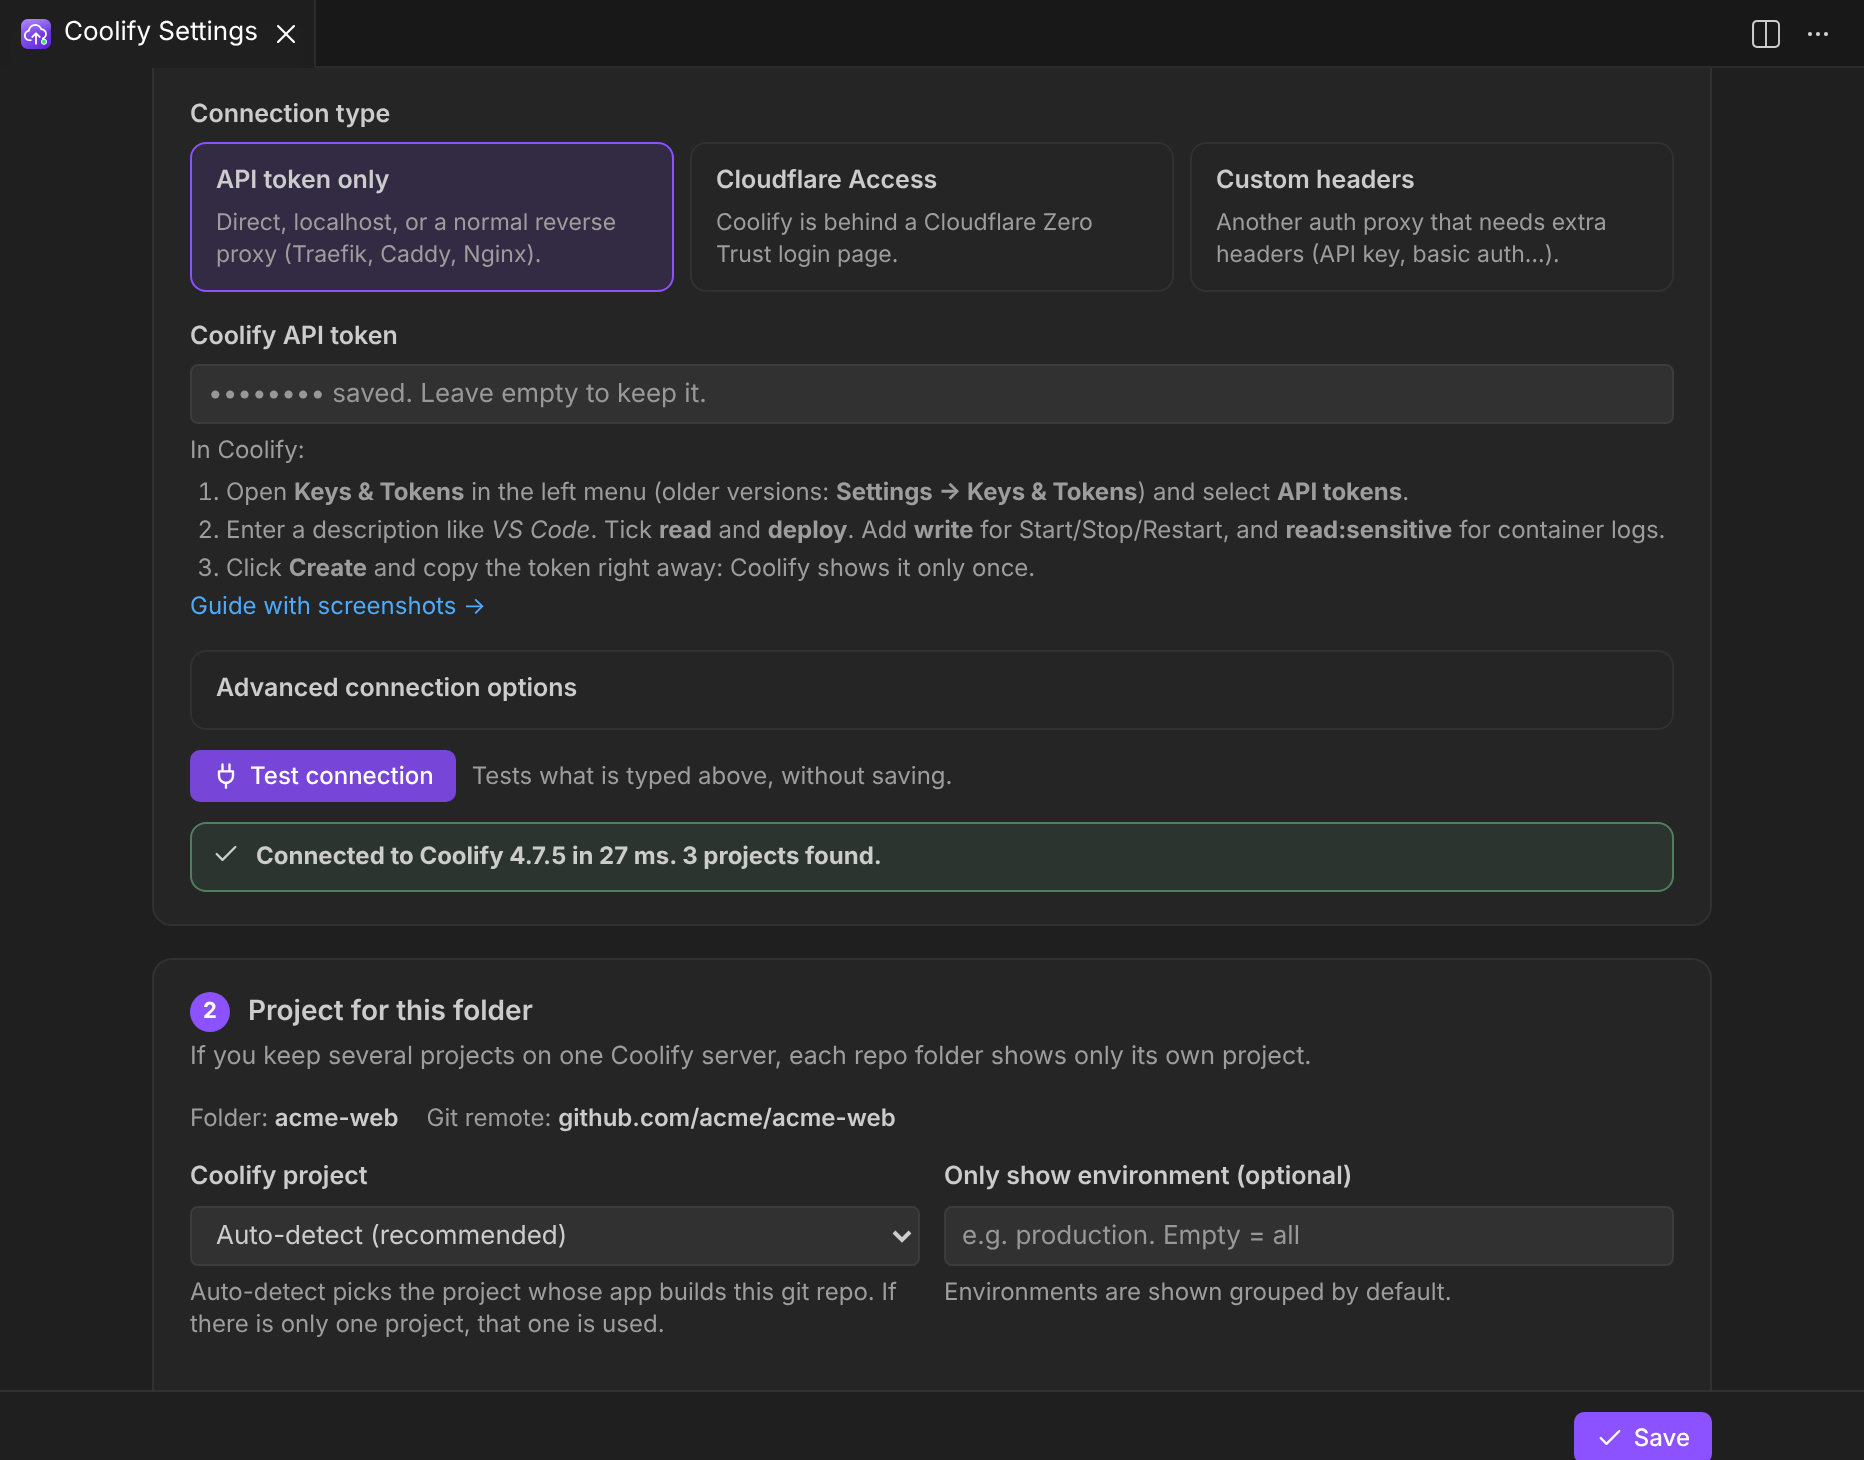 Coolify Settings
Connection type
API token only
Direct, localhost, or a normal reverse
proxy (Traefik, Caddy, Nginx).
Cloudflare Access
Coolify is behind a Cloudflare Zero
Trust login page.
Custom headers
Another auth proxy that needs extra
headers (API key, basic auth...).
Coolify API token
•••••••• saved. Leave empty to keep it.
In Coolify:
1. Open Keys & Tokens in the left menu (older versions: Settings → Keys & Tokens) and select API tokens.
2. Enter a description like VS Code. Tick read and deploy. Add write for Start/Stop/Restart, and read:sensitive for container logs.
3. Click Create and copy the token right away: Coolify shows it only once.
Guide with screenshots →
Advanced connection options
Test connection
Tests what is typed above, without saving.
Connected to Coolify 4.7.5 in 27 ms. 3 projects found.
2 Project for this folder
If you keep several projects on one Coolify server, each repo folder shows only its own project.
Folder: acme-web Git remote: github.com/acme/acme-web
Coolify project
Auto-detect (recommended)
Auto-detect picks the project whose app builds this git repo. If
there is only one project, that one is used.
Only show environment (optional)
e.g. production. Empty = all
Environments are shown grouped by default.
Save